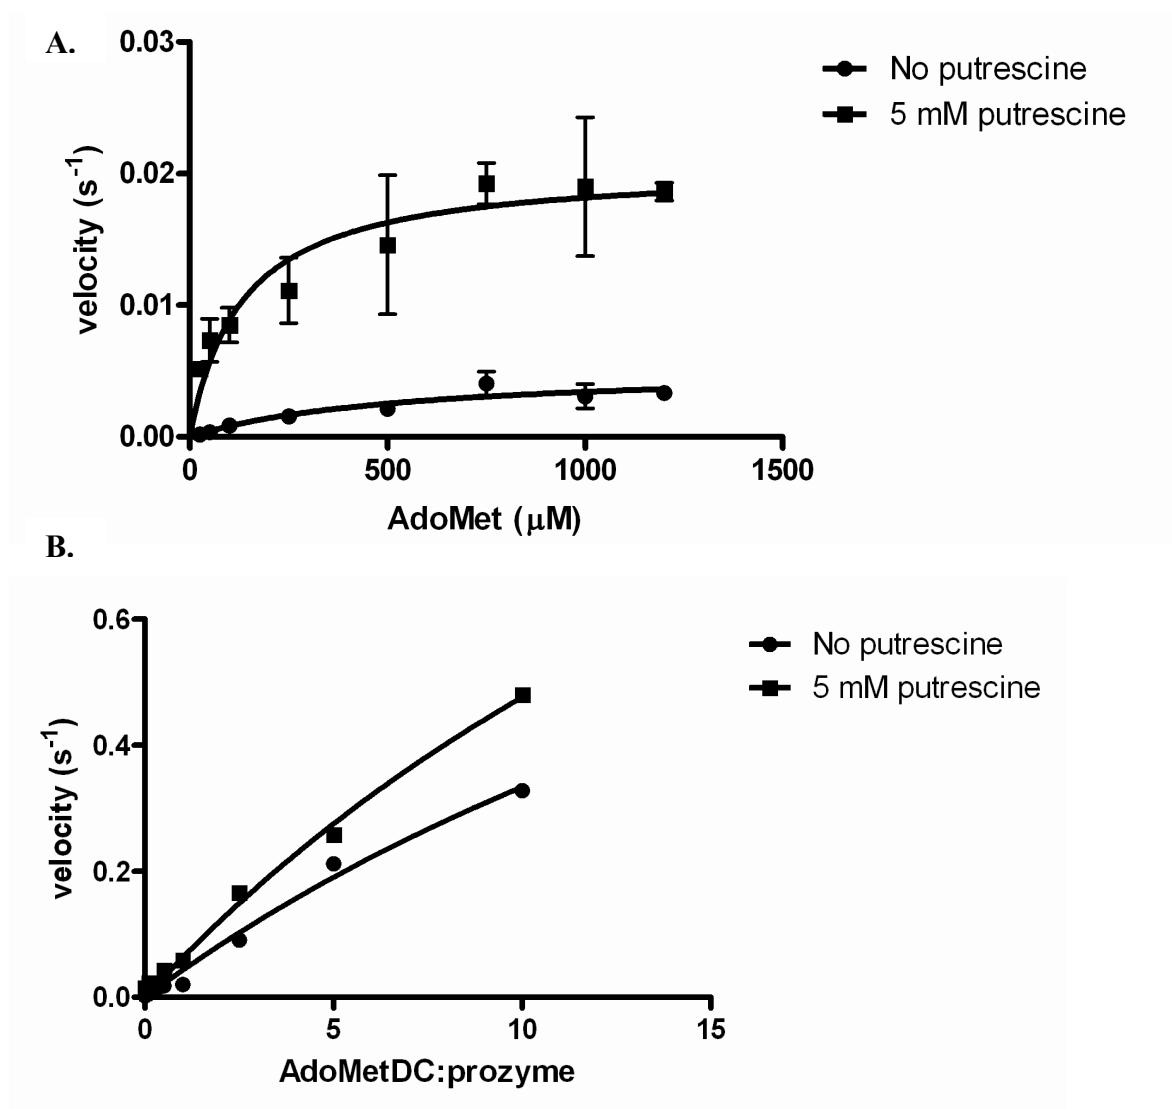 A.
0.03
0.02
0.01
0.00
velocity (s-1)
0
500
1000
1500
AdoMet (μM)
No putrescine
5 mM putrescine
B.
0.6
0.4
0.2
0.0
velocity (s-1)
0
5
10
15
AdoMetDC:prozyme
No putrescine
5 mM putrescine